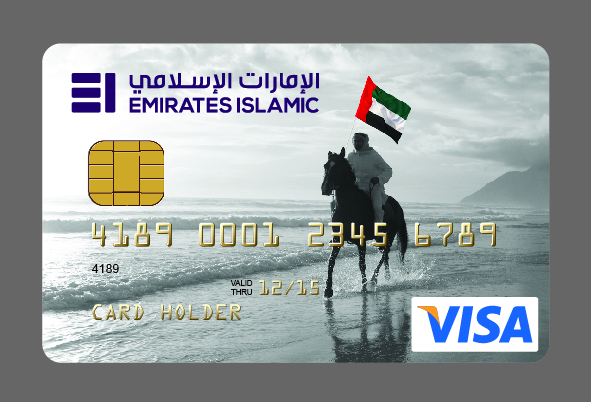 الإمارات الإسلامي
EMIRATES ISLAMIC
4189 0001 2345 6789
4189
VALID THRU 12/15
CARD HOLDER
VISA